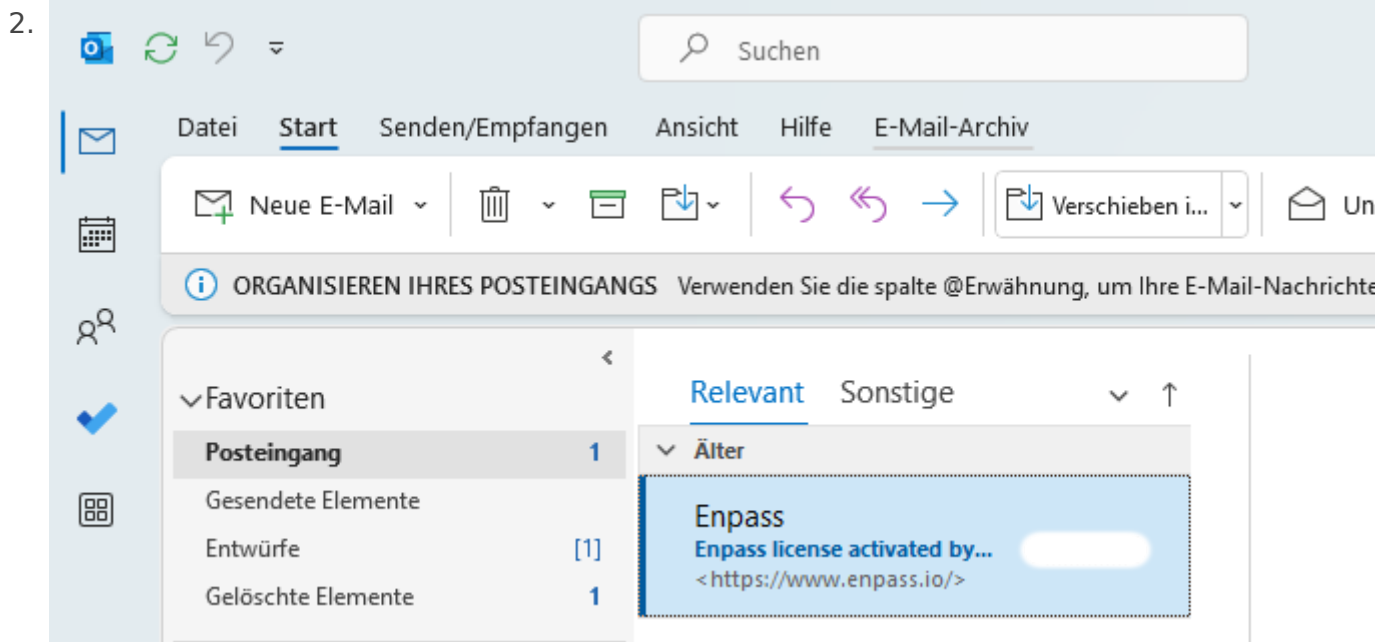 2.
Suchen
Datei Start Senden/Empfangen Ansicht Hilfe E-Mail-Archiv
Neue E-Mail Verschieben i... Un
ORGANISIEREN IHRES POSTEINGANGS Verwenden Sie die spalte @Erwähnung, um Ihre E-Mail-Nachrichte
Favoriten
Posteingang 1
Gesendete Elemente
Entwürfe [1]
Gelöschte Elemente 1
Relevant Sonstige
Älter
Enpass
Enpass license activated by...
<https://www.enpass.io/>